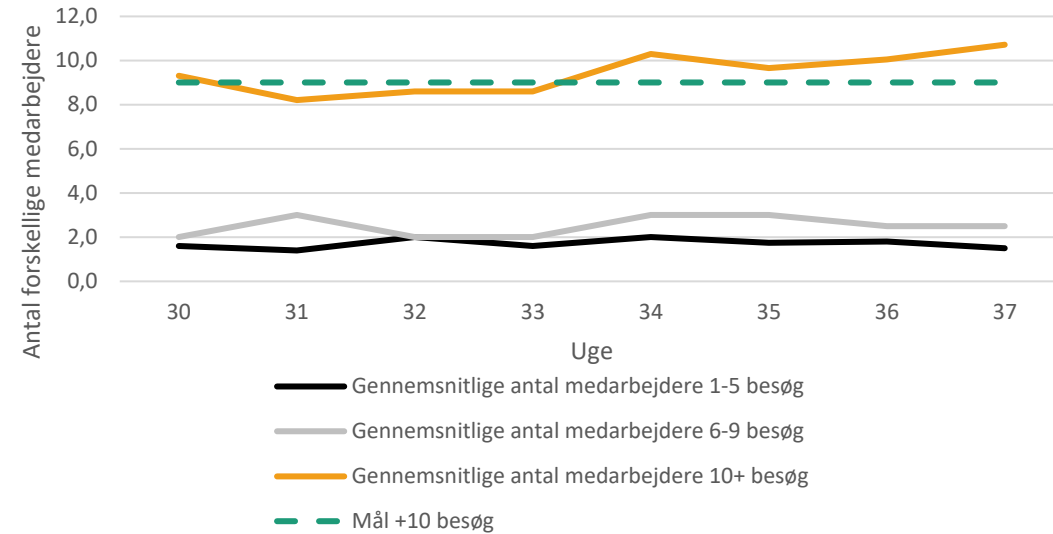 Antal forskellige medarbejdere
12,0
10,0
8,0
6,0
4,0
2,0
0,0
30 31 32 33 34 35 36 37
Uge
Gennemsnitlige antal medarbejdere 1-5 besøg
Gennemsnitlige antal medarbejdere 6-9 besøg
Gennemsnitlige antal medarbejdere 10+ besøg
Mål +10 besøg